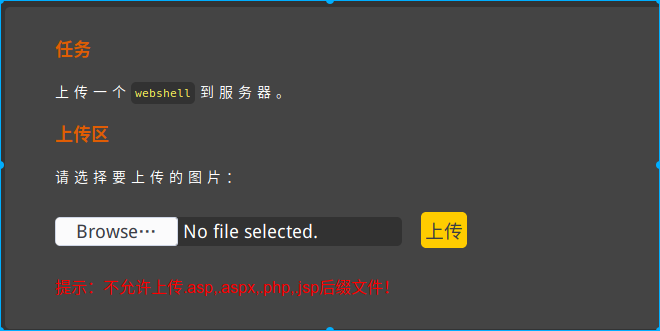 任务
上传一个 webshell 到服务器。
上传区
请选择要上传的图片：
Browse… No file selected. 上传
提示：不允许上传.asp,.aspx,.php,.jsp后缀文件！